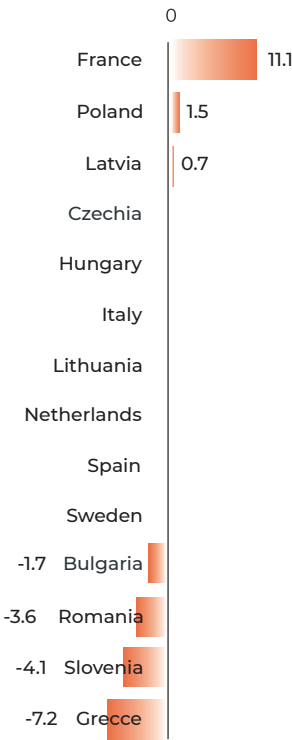 0
France 11.1
Poland 1.5
Latvia 0.7
Czechia
Hungary
Italy
Lithuania
Netherlands
Spain
Sweden
-1.7 Bulgaria
-3.6 Romania
-4.1 Slovenia
-7.2 Grecce